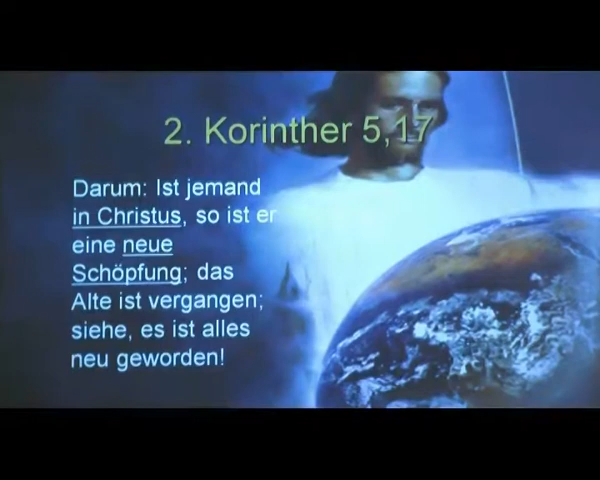 2. Korinther 5,17
Darum: Ist jemand
in Christus, so ist er
eine neue
Schöpfung; das
Alte ist vergangen;
siehe, es ist alles
neu geworden!